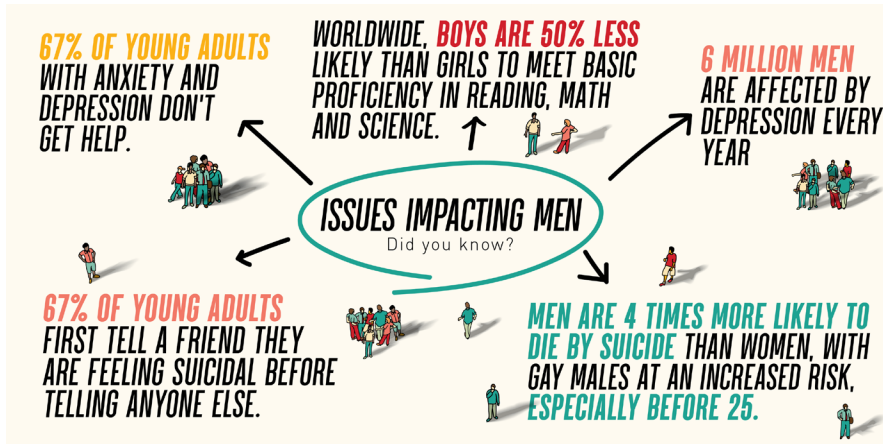 67% OF YOUNG ADULTS
WITH ANXIETY AND
DEPRESSION DON'T
GET HELP.
WORLDWIDE, BOYS ARE 50% LESS
LIKELY THAN GIRLS TO MEET BASIC
PROFICIENCY IN READING, MATH
AND SCIENCE.
6 MILLION MEN
ARE AFFECTED BY
DEPRESSION EVERY
YEAR
ISSUES IMPACTING MEN
Did you know?
67% OF YOUNG ADULTS
FIRST TELL A FRIEND THEY
ARE FEELING SUICIDAL BEFORE
TELLING ANYONE ELSE.
MEN ARE 4 TIMES MORE LIKELY TO
DIE BY SUICIDE THAN WOMEN, WITH
GAY MALES AT AN INCREASED RISK,
ESPECIALLY BEFORE 25.